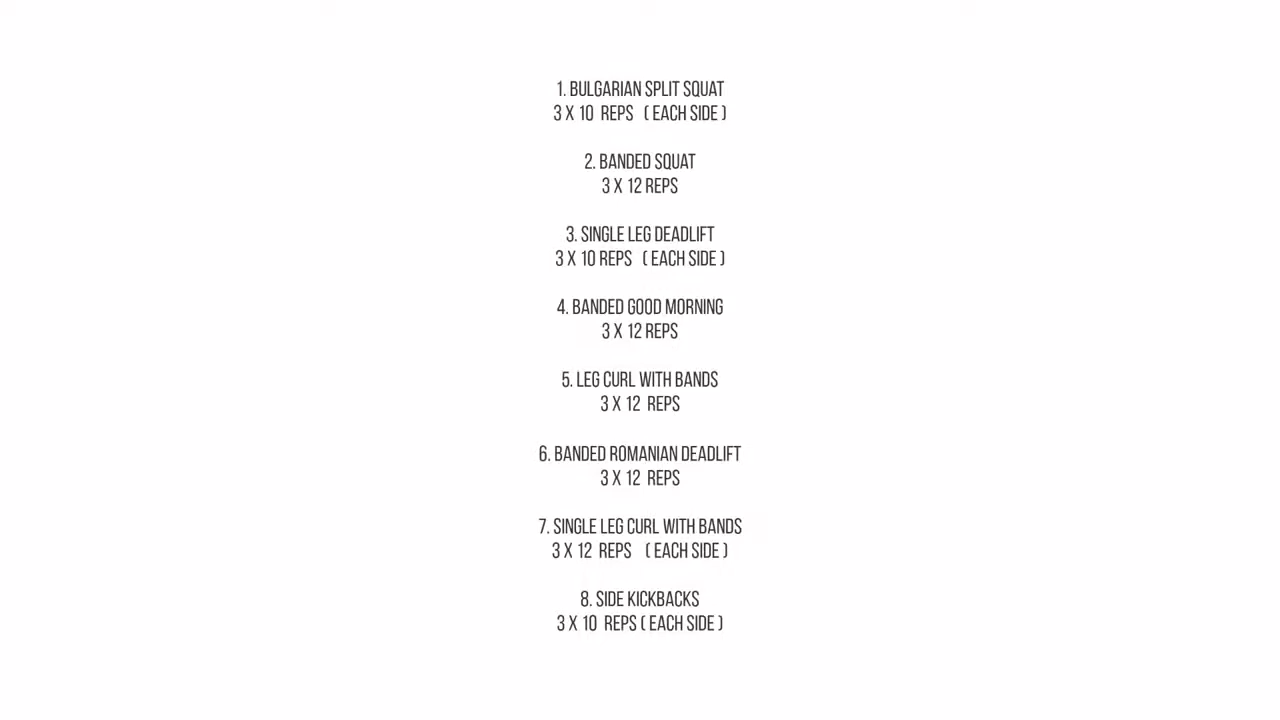 1. BULGARIAN SPLIT SQUAT
3 X 10 REPS ( EACH SIDE )
2. BANDED SQUAT
3 X 12 REPS
3. SINGLE LEG DEADLIFT
3 X 10 REPS ( EACH SIDE )
4. BANDED GOOD MORNING
3 X 12 REPS
5. LEG CURL WITH BANDS
3 X 12 REPS
6. BANDED ROMANIAN DEADLIFT
3 X 12 REPS
7. SINGLE LEG CURL WITH BANDS
3 X 12 REPS ( EACH SIDE )
8. SIDE KICKBACKS
3 X 10 REPS ( EACH SIDE )